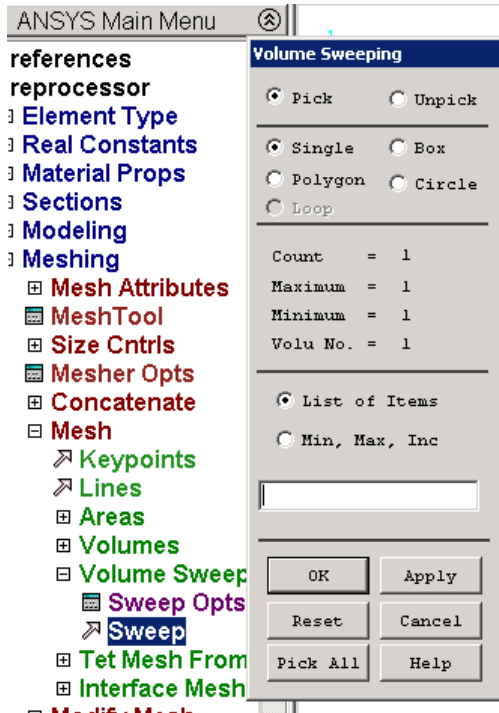 ANSYS Main Menu
references
reprocessor
Element Type
Real Constants
Material Props
Sections
Modeling
Meshing
Mesh Attributes
MeshTool
Size Cntrls
Mesher Opts
Concatenate
Mesh
Keypoints
Lines
Areas
Volumes
Volume Sweep
Sweep Opts
Sweep
Tet Mesh From
Interface Mesh
Modify Mesh
1
Volume Sweeping
Pick Unpick
Single Box
Polygon Circle
Loop
Count = 1
Maximum = 1
Minimum = 1
Volu No. = 1
List of Items
Min, Max, Inc
OK Apply
Reset Cancel
Pick All Help